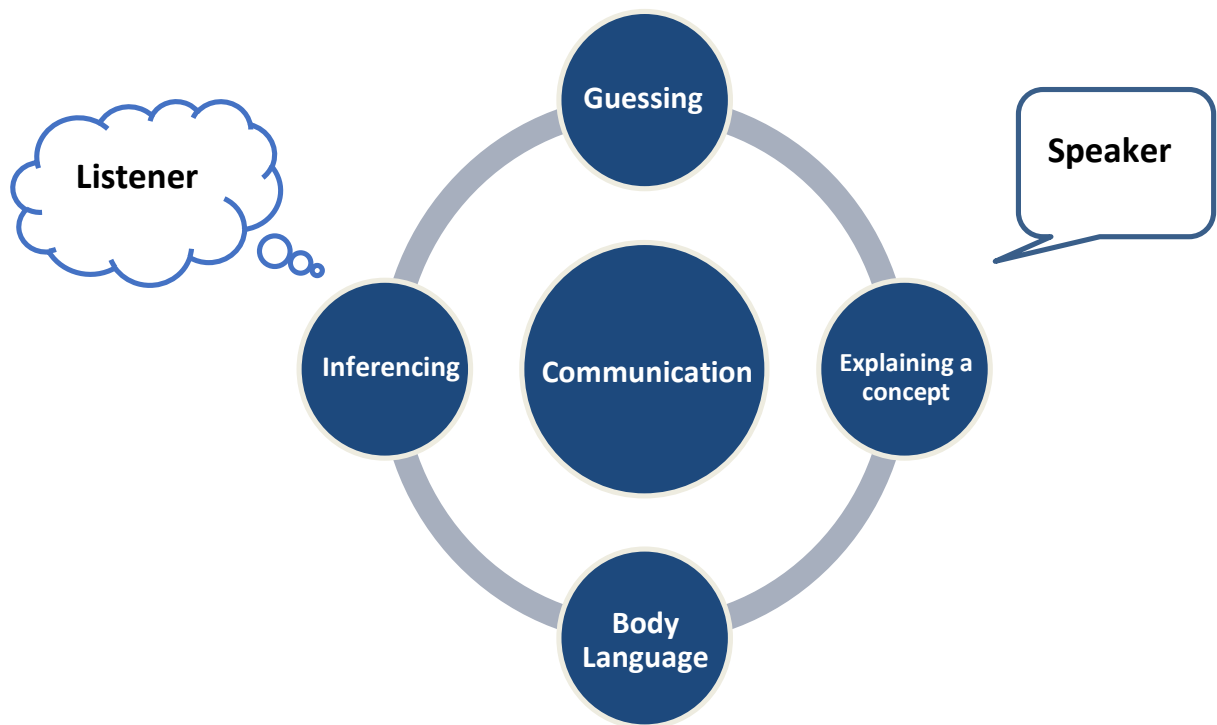 Guessing
Listener
Speaker
Inferencing
Communication
Explaining a
concept
Body
Language